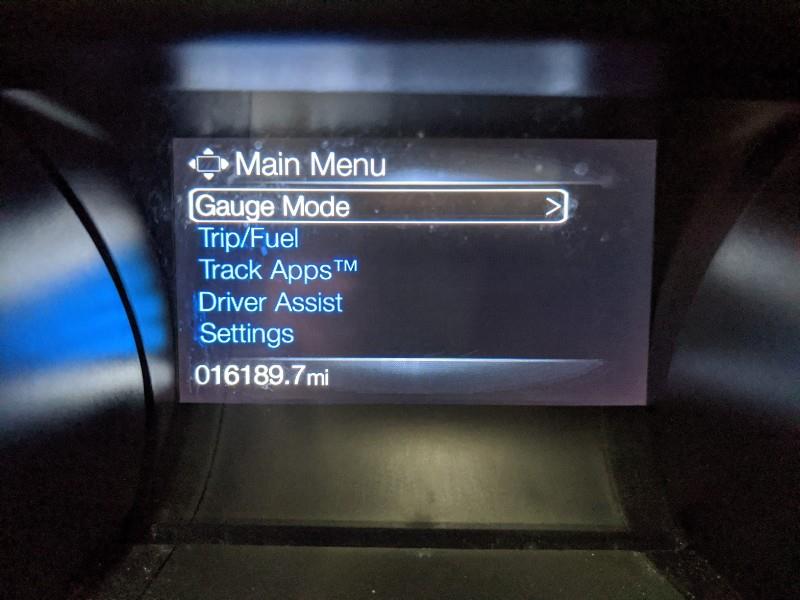 Main Menu
Gauge Mode >
Trip/Fuel
Track Apps™
Driver Assist
Settings
016189.7mi